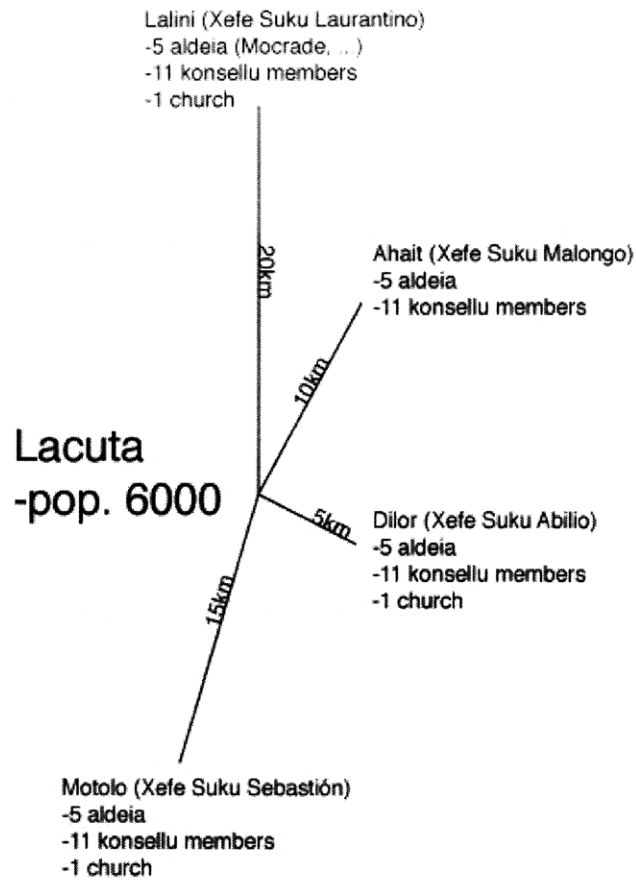 Lalini (Xefe Suku Laurantino)
-5 aldeia (Mocrade, ...)
-11 konsellu members
-1 church
20km
Ahait (Xefe Suku Malongo)
-5 aldeia
-11 konsellu members
10km
Lacuta
-pop. 6000
5km
Dilor (Xefe Suku Abilio)
-5 aldeia
-11 konsellu members
-1 church
15km
Motolo (Xefe Suku Sebastión)
-5 aldeia
-11 konsellu members
-1 church